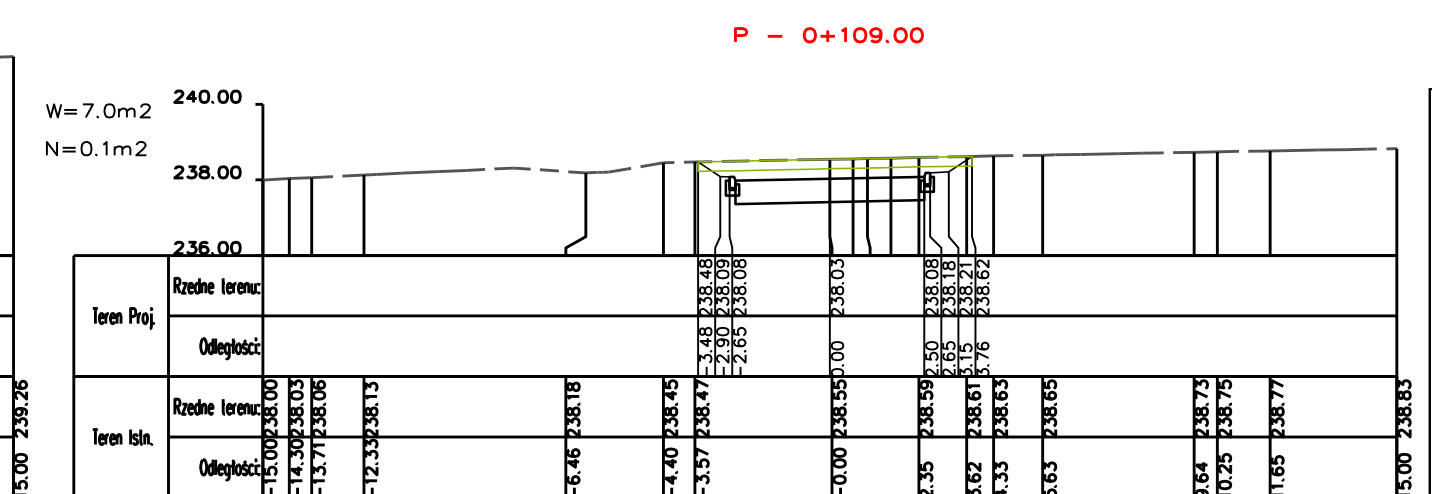 P - 0+109.00
W=7.0m2
N=0.1m2
240.00
238.00
236.00
Teren Proj.
Rzedne terenu:
238.48 238.09 238.08 238.03 238.08 238.18 238.21 238.62
Odległości:
-3.48 -2.90 -2.65 0.00 2.50 2.65 3.15 3.76
Teren Istn.
Rzedne terenu:
238.00 238.03 238.06 238.13 238.18 238.45 238.47 238.55 238.59 238.61 238.63 238.65 238.73 238.75 238.77 238.83
Odległości:
-15.00 -14.30 -13.71 -12.33 -6.46 -4.40 -3.57 -0.00 2.35 3.62 4.33 10.25 15.00
239.26
15.00